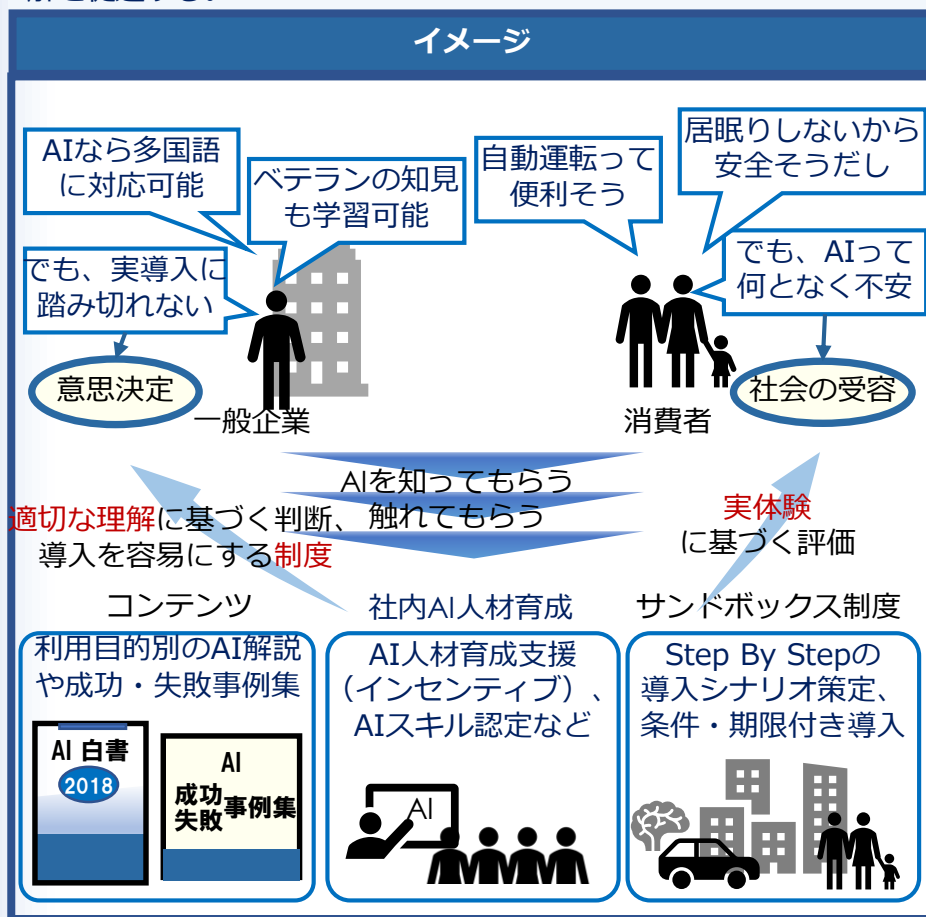 イメージ
AIなら多国語
に対応可能
ベテランの知見
も学習可能
でも、実導入に
踏み切れない
意思決定
一般企業
自動運転って
便利そう
居眠りしないから
安全そうだし
でも、AIって
何となく不安
社会の受容
消費者
AIを知ってもらう
触れてもらう
適切な理解に基づく判断、
導入を容易にする制度
実体験
に基づく評価
コンテンツ
利用目的別のAI解説
や成功・失敗事例集
AI 白書
2018
AI
成功
失敗
事例集
社内AI人材育成
AI人材育成支援
（インセンティブ）、
AIスキル認定など
AI
サンドボックス制度
Step By Stepの
導入シナリオ策定、
条件・期限付き導入